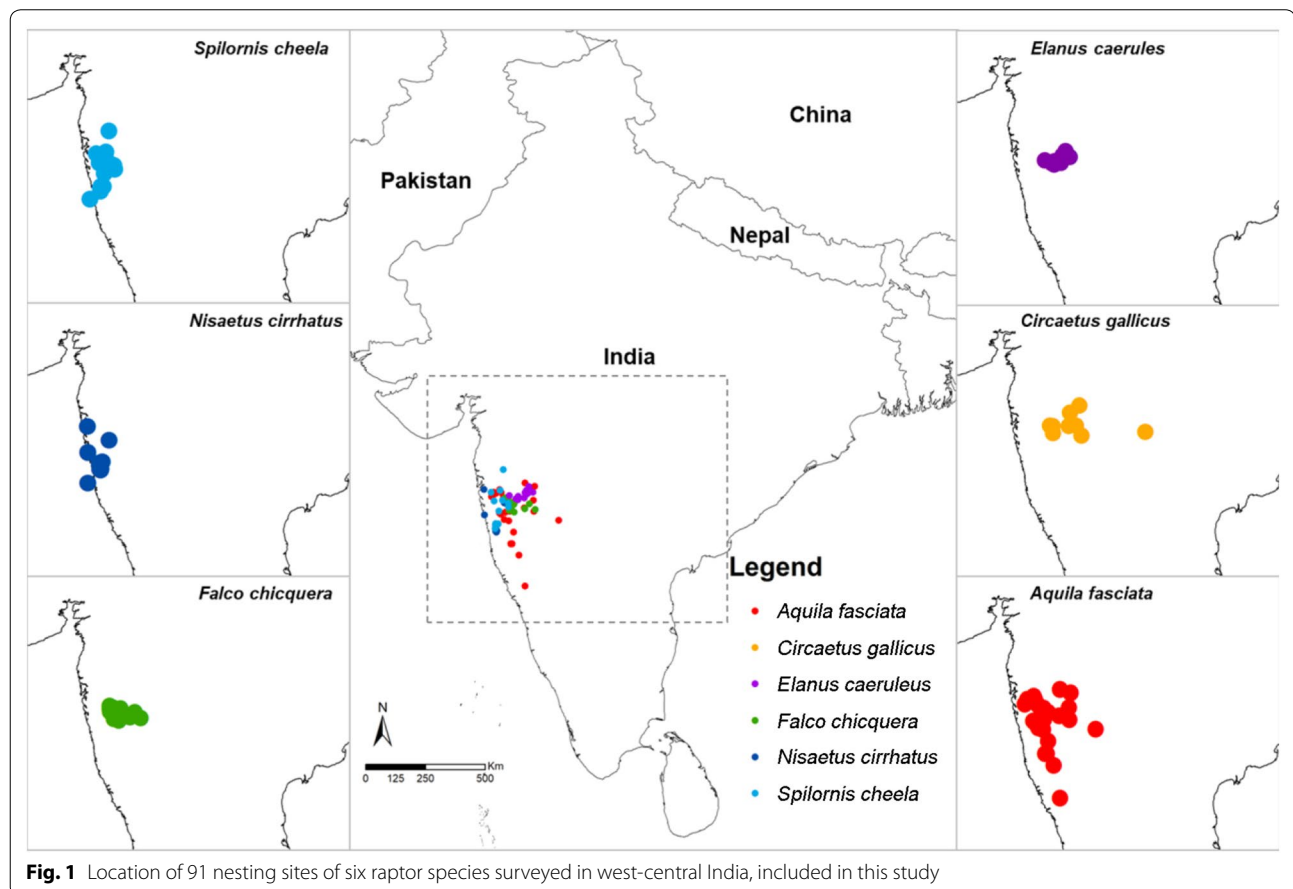 Spilornis cheela
Nisaetus cirrhatus
Falco chicquera
China
Pakistan
Nepal
India
Legend
Aquila fasciata
Circaetus gallicus
Elanus caeruleus
Falco chicquera
Nisaetus cirrhatus
Spilornis cheela
N
0 125 250 500 Km
Elanus caerules
Circaetus gallicus
Aquila fasciata
Fig. 1 Location of 91 nesting sites of six raptor species surveyed in west-central India, included in this study